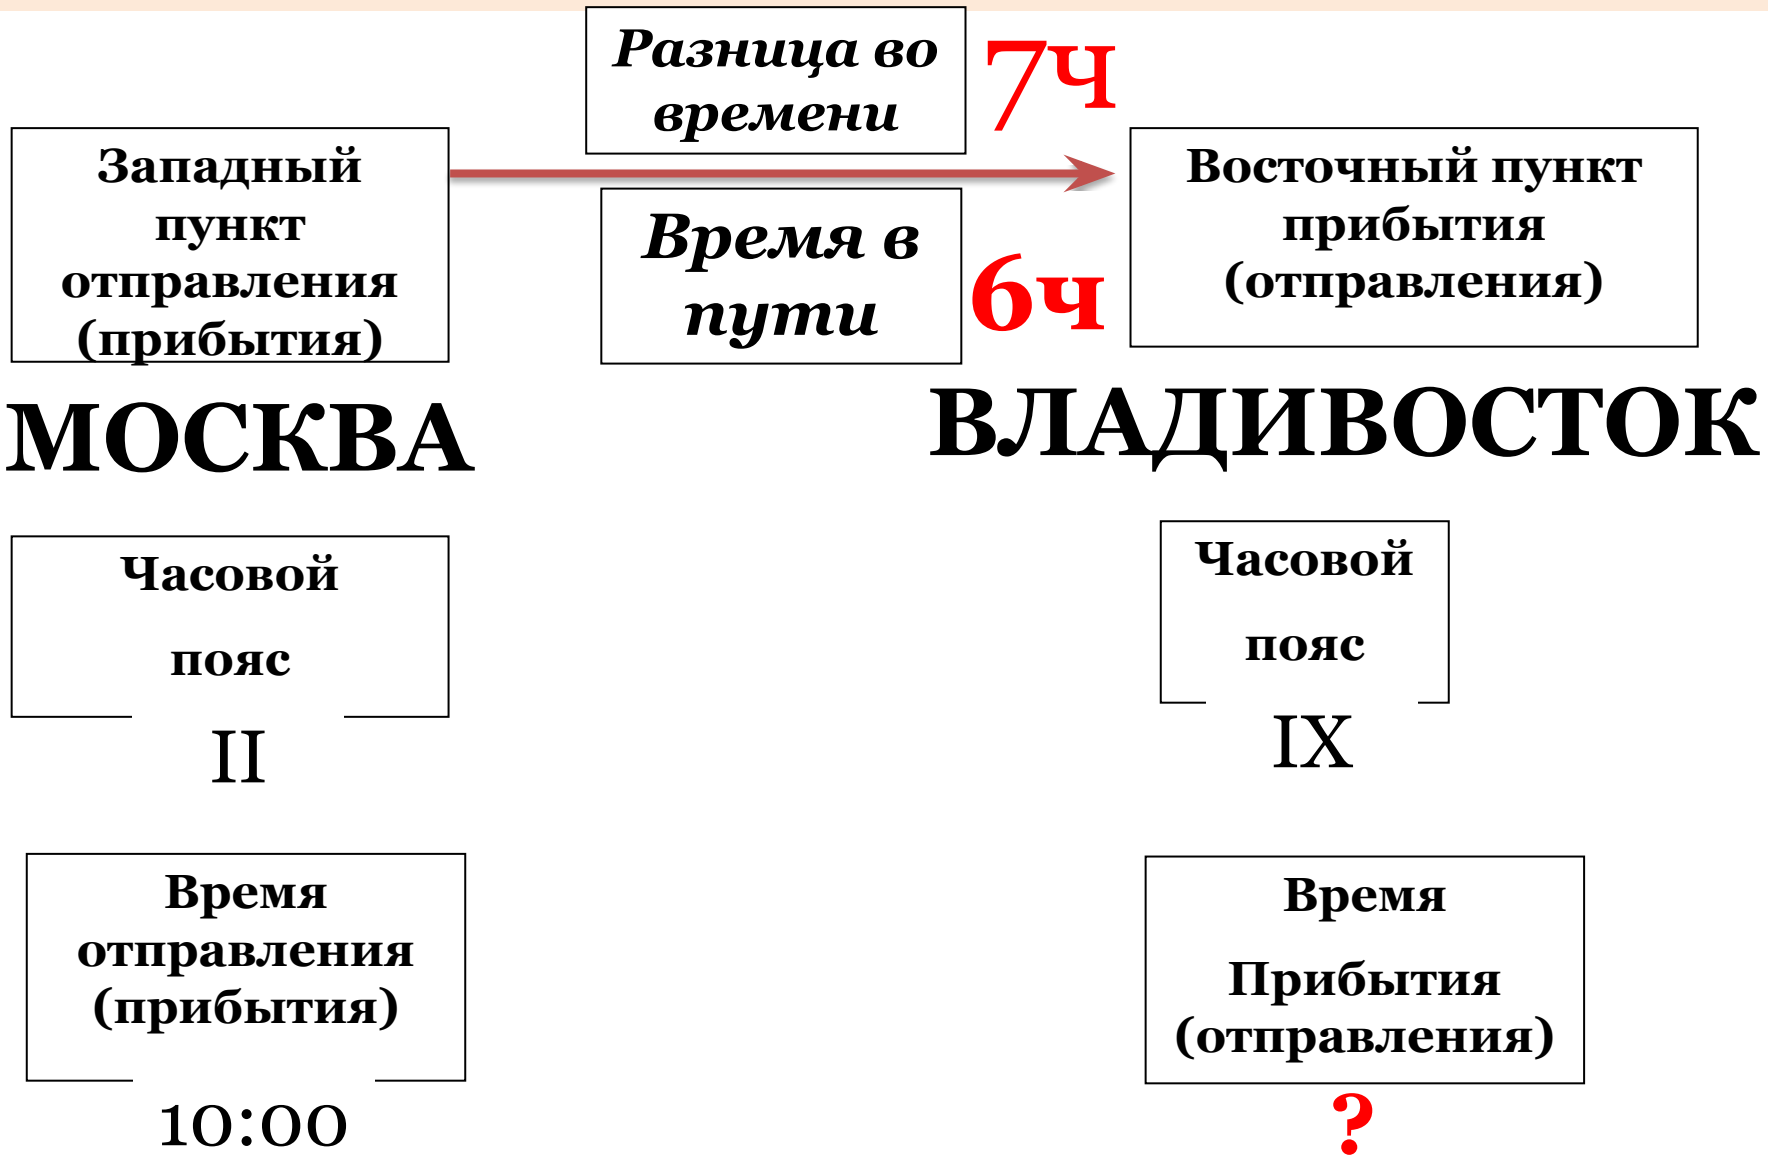 Разница во
времени
7Ч
Западный
пункт
отправления
(прибытия)
Время в
пути
6ч
Восточный пункт
прибытия
(отправления)
МОСКВА
ВЛАДИВОСТОК
Часовой
пояс
II
Часовой
пояс
IX
Время
отправления
(прибытия)
10:00
Время
Прибытия
(отправления)
?